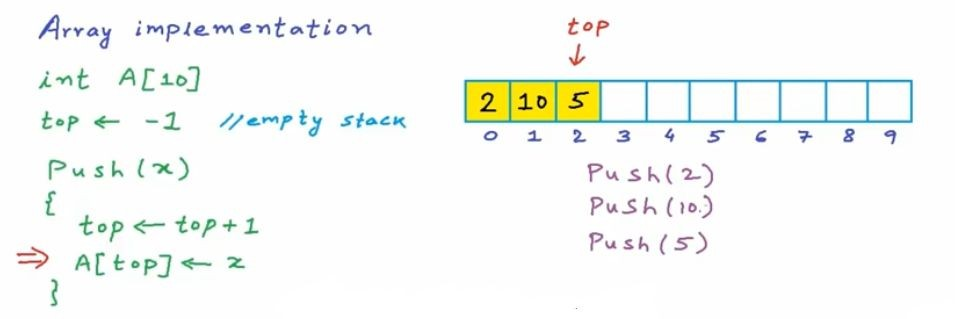 Array implementation
int A[10]
top ← -1 //empty stack
Push(x)
{
top ← top+1
⇒ A[top] ← x
}
top
↓
2 10 5
0 1 2 3 4 5 6 7 8 9
Push(2)
Push(10.)
Push(5)